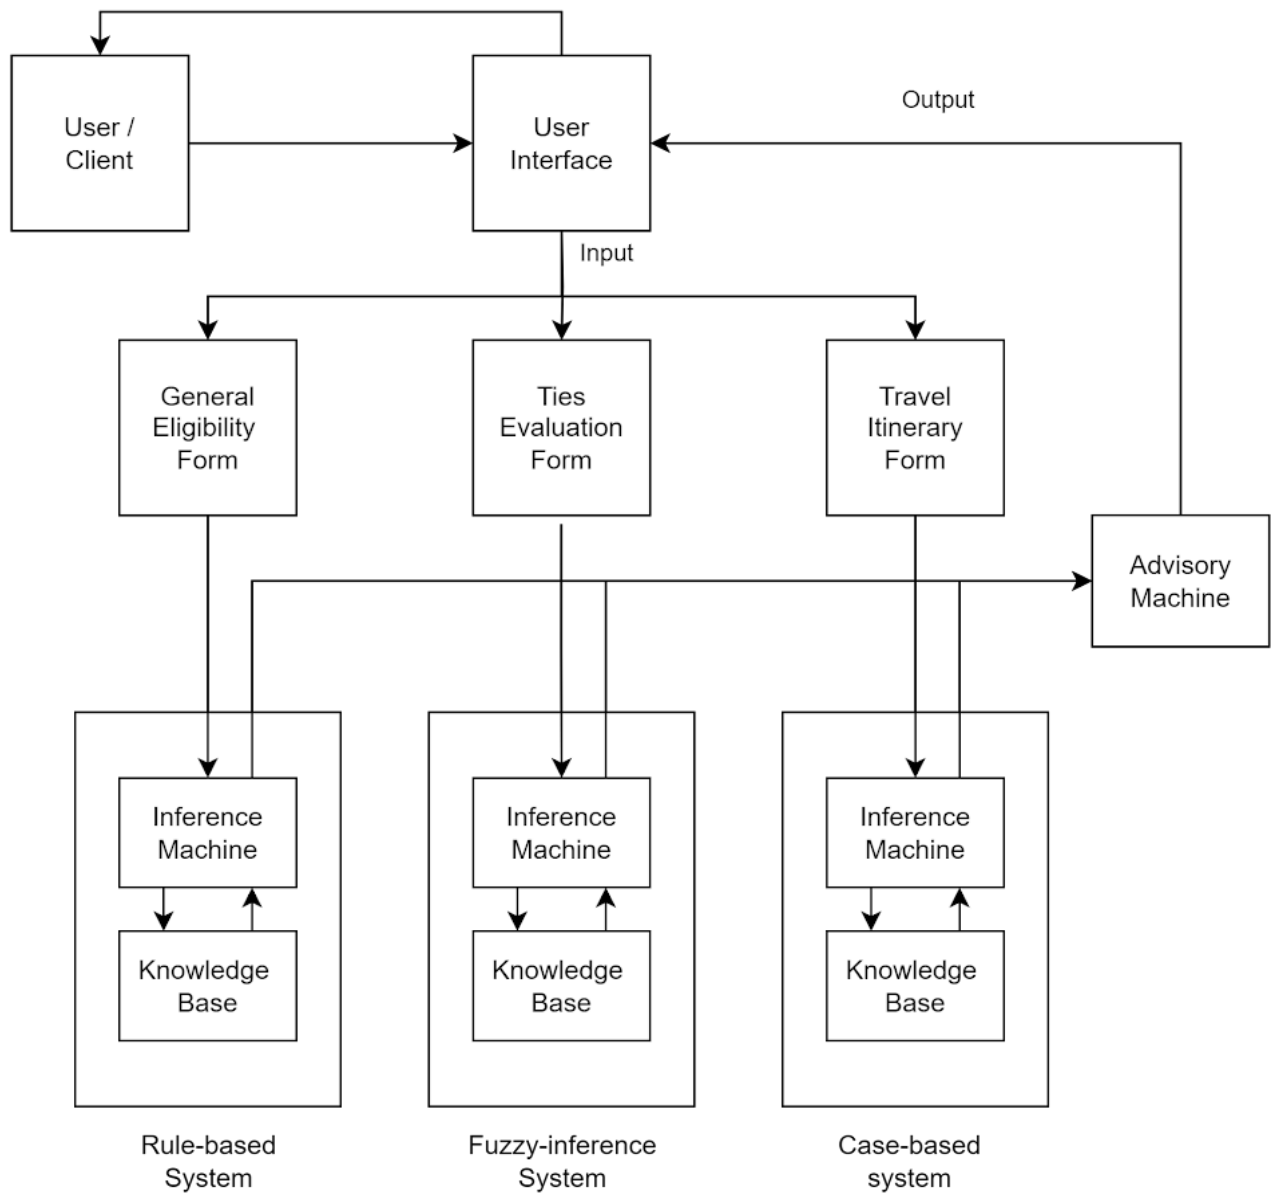 User /
Client
User
Interface
Output
Input
General
Eligibility
Form
Ties
Evaluation
Form
Travel
Itinerary
Form
Advisory
Machine
Inference
Machine
Inference
Machine
Inference
Machine
Knowledge
Base
Knowledge
Base
Knowledge
Base
Rule-based
System
Fuzzy-inference
System
Case-based
system